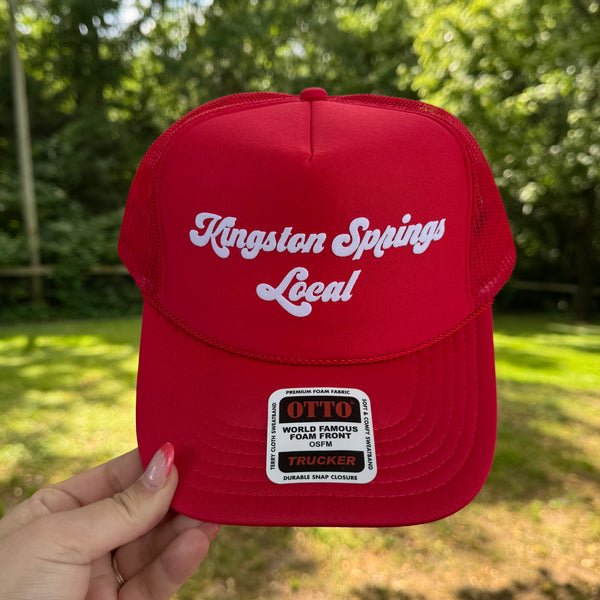 Kingston Springs
Local
PREMIUM FOAM FABRIC
TERRY CLOTH SWEATBAND
OTTO
WORLD FAMOUS
FOAM FRONT
OSFM
TRUCKER
SOFT & COMFY SWEATBAND
DURABLE SNAP CLOSURE